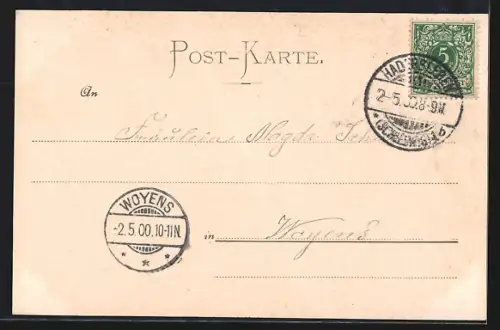 POST-KARTE.
5
HADERSLEBEN
2-5.00.8-9N.
* (SCHLESWIG) *
An
Fräulein Magda
WOYENS
-2.5.00.10-11N.
* * *
in Woyens